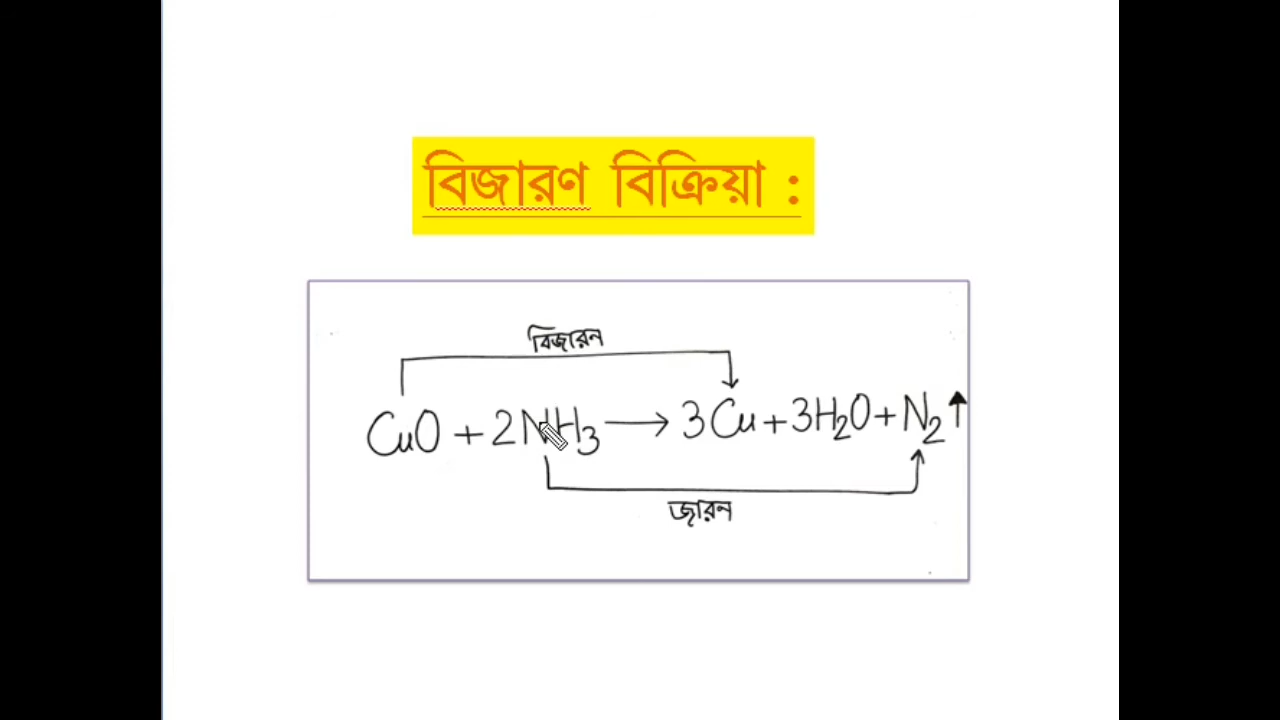 বিজারণ বিক্রিয়া :
বিজারন
CuO + 2NH₃ ⟶ 3Cu + 3H₂O + N₂↑
জারন